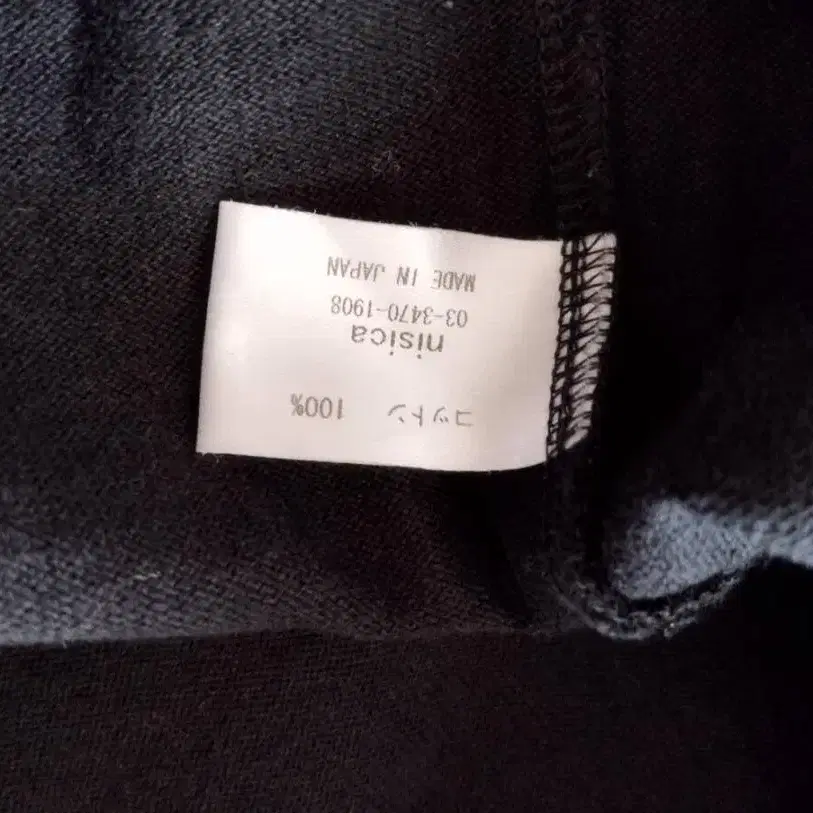 コットン 100%
nisica
03-3470-1908
MADE IN JAPAN